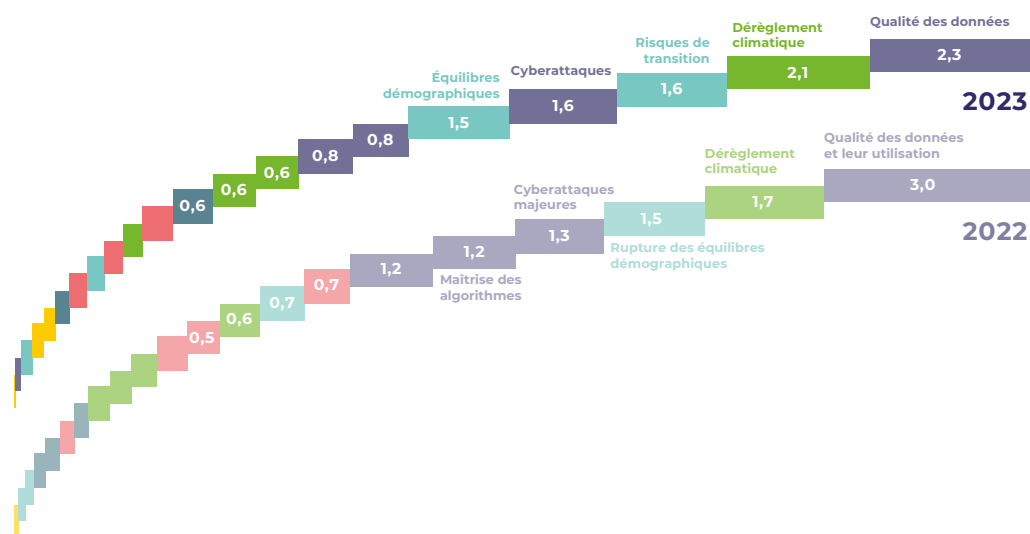 Qualité des données
2,3
Dérèglement
climatique
2,1
Risques de
transition
1,6
Cyberattaques
1,6
Équilibres
démographiques
1,5
0,8
0,8
0,6
0,6
0,6
2023
Qualité des données
et leur utilisation
3,0
Dérèglement
climatique
1,7
1,5
Rupture des équilibres
démographiques
Cyberattaques
majeures
1,3
1,2
Maîtrise des
algorithmes
1,2
0,7
0,7
0,6
0,5
2022